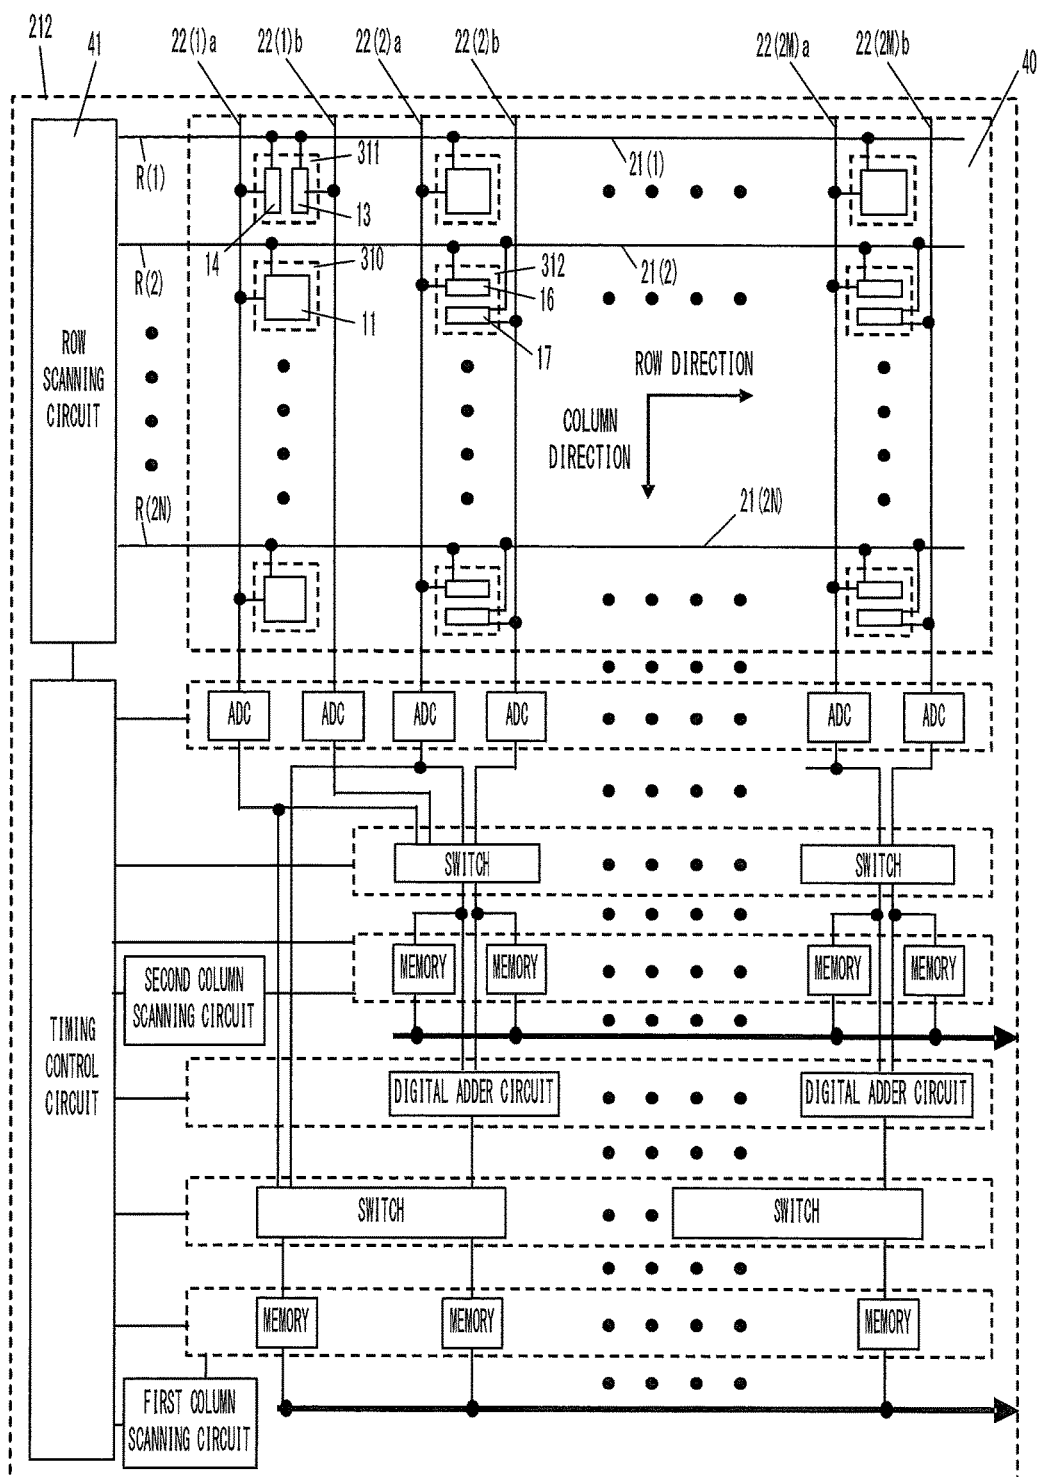 212
41
22(1)a
22(1)b
22(2)a
22(2)b
22(2M)a
22(2M)b
40
R(1)
311
21(1)
14
13
R(2)
310
312
21(2)
11
16
17
ROW
SCANNING
CIRCUIT
ROW DIRECTION
COLUMN
DIRECTION
R(2N)
21(2N)
ADC
ADC
ADC
ADC
ADC
ADC
SWITCH
SWITCH
MEMORY
MEMORY
MEMORY
MEMORY
SECOND COLUMN
SCANNING CIRCUIT
TIMING
CONTROL
CIRCUIT
DIGITAL ADDER CIRCUIT
DIGITAL ADDER CIRCUIT
SWITCH
SWITCH
MEMORY
MEMORY
MEMORY
FIRST COLUMN
SCANNING CIRCUIT